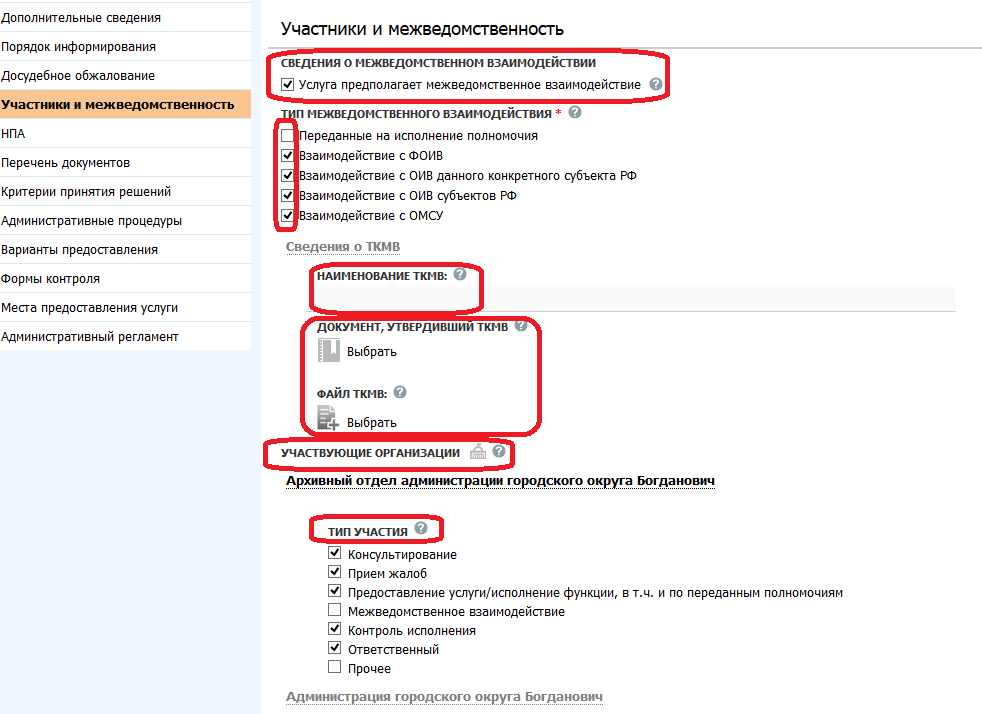 Дополнительные сведения
Порядок информирования
Досудебное обжалование
Участники и межведомственность
НПА
Перечень документов
Критерии принятия решений
Административные процедуры
Варианты предоставления
Формы контроля
Места предоставления услуги
Административный регламент
Участники и межведомственность
СВЕДЕНИЯ О МЕЖВЕДОМСТВЕННОМ ВЗАИМОДЕЙСТВИИ
Услуга предполагает межведомственное взаимодействие ?
ТИП МЕЖВЕДОМСТВЕННОГО ВЗАИМОДЕЙСТВИЯ * ?
Переданные на исполнение полномочия
Взаимодействие с ФОИВ
Взаимодействие с ОИВ данного конкретного субъекта РФ
Взаимодействие с ОИВ субъектов РФ
Взаимодействие с ОМСУ
Сведения о ТКМВ
НАИМЕНОВАНИЕ ТКМВ: ?
ДОКУМЕНТ, УТВЕРДИВШИЙ ТКМВ ?
Выбрать
ФАЙЛ ТКМВ: ?
Выбрать
УЧАСТВУЮЩИЕ ОРГАНИЗАЦИИ ?
Архивный отдел администрации городского округа Богданович
ТИП УЧАСТИЯ ?
Консультирование
Прием жалоб
Предоставление услуги/исполнение функции, в т.ч. и по переданным полномочиям
Межведомственное взаимодействие
Контроль исполнения
Ответственный
Прочее
Администрация городского округа Богданович